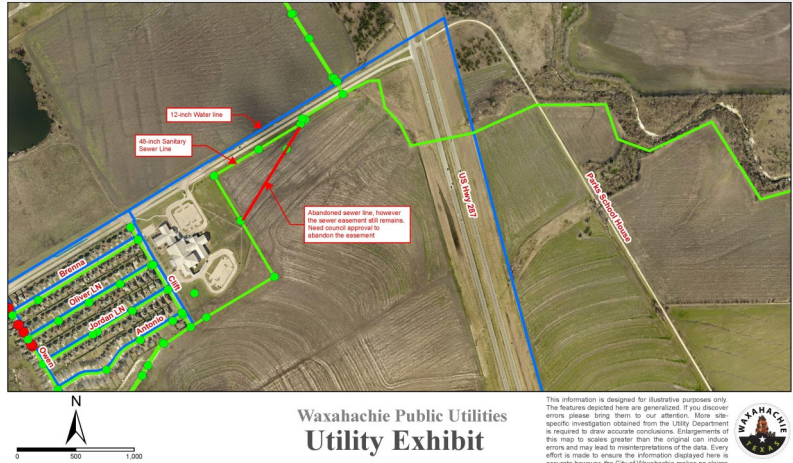 12-inch Water line
48-inch Sanitary
Sewer Line
Abandoned sewer line, however
the sewer easement still remains.
Need council approval to
abandon the easement
US Hwy 287
Parks School House
Brenna
Oliver LN
Jordan LN
Antonio
Clift
Owen
N
0 500 1,000
Waxahachie Public Utilities
Utility Exhibit
This information is designed for illustrative purposes only.
The features depicted here are generalized. If you discover
errors please bring them to our attention. More site-
specific investigation obtained from the Utility Department
is required to draw accurate conclusions. Enlargements of
this map to scales greater than the original can induce
errors and may lead to misinterpretations of the data. Every
effort is made to ensure the information displayed here is
WAXAHACHIE
TEXAS